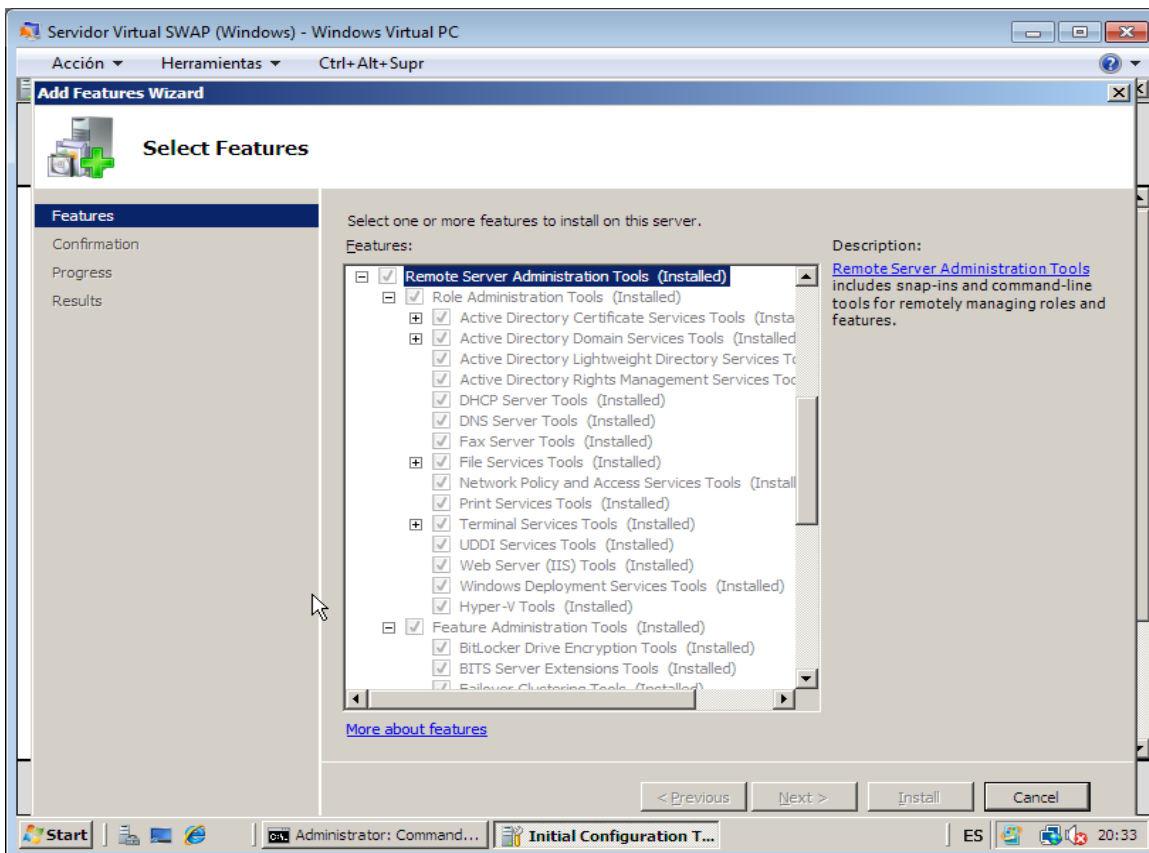 Servidor Virtual SWAP (Windows) - Windows Virtual PC
Acción Herramientas Ctrl+Alt+Supr
Add Features Wizard
Select Features
Features
Confirmation
Progress
Results
Select one or more features to install on this server.
Features:
Remote Server Administration Tools (Installed)
Role Administration Tools (Installed)
Active Directory Certificate Services Tools (Insta
Active Directory Domain Services Tools (Installed
Active Directory Lightweight Directory Services To
Active Directory Rights Management Services Too
DHCP Server Tools (Installed)
DNS Server Tools (Installed)
Fax Server Tools (Installed)
File Services Tools (Installed)
Network Policy and Access Services Tools (Install
Print Services Tools (Installed)
Terminal Services Tools (Installed)
UDDI Services Tools (Installed)
Web Server (IIS) Tools (Installed)
Windows Deployment Services Tools (Installed)
Hyper-V Tools (Installed)
Feature Administration Tools (Installed)
BitLocker Drive Encryption Tools (Installed)
BITS Server Extensions Tools (Installed)
Failover Clustering Tools (Installed)
Description:
Remote Server Administration Tools
includes snap-ins and command-line
tools for remotely managing roles and
features.
More about features
< Previous Next > Install Cancel
Start Administrator: Command... Initial Configuration T... ES 20:33